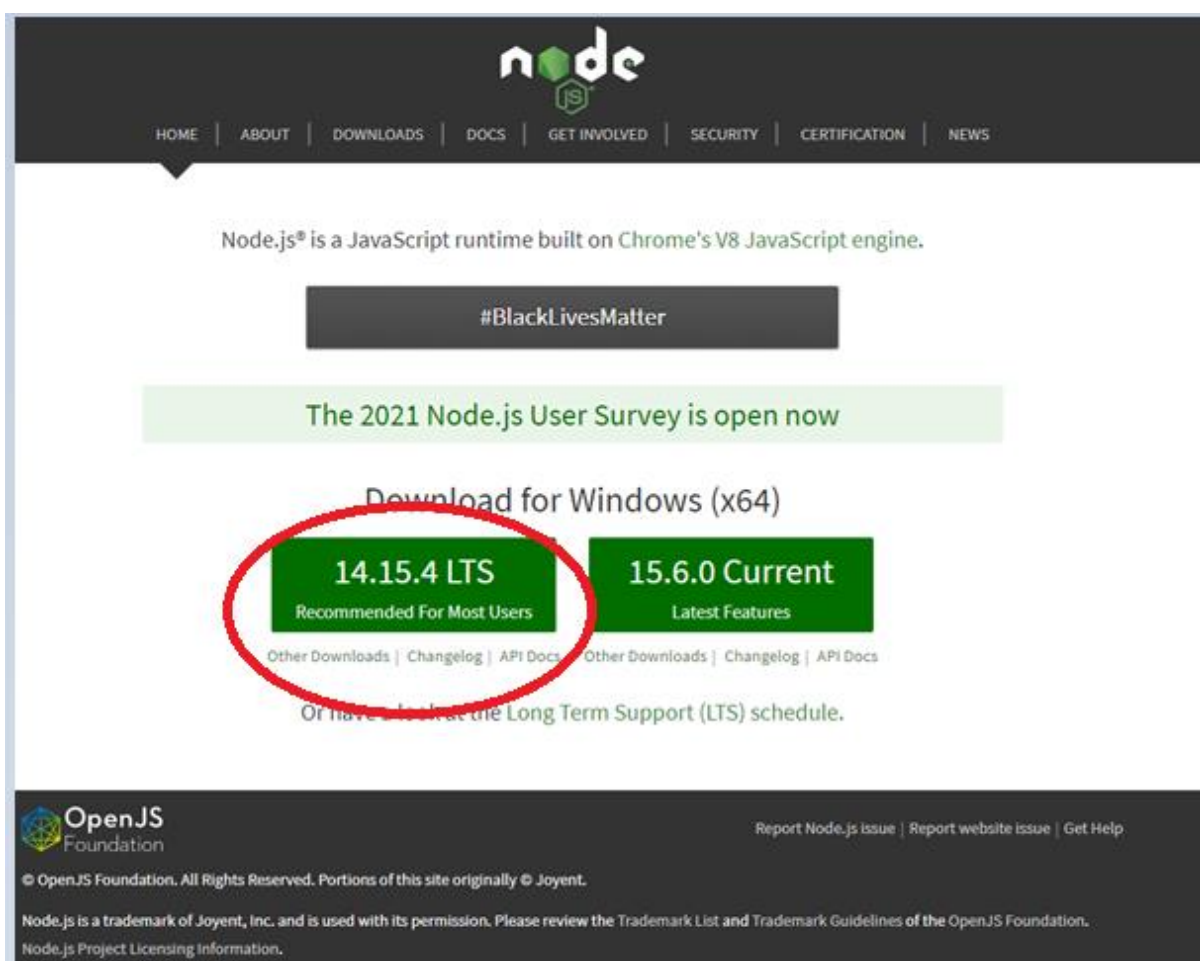 node
JS
HOME | ABOUT | DOWNLOADS | DOCS | GET INVOLVED | SECURITY | CERTIFICATION | NEWS
Node.js® is a JavaScript runtime built on Chrome's V8 JavaScript engine.
#BlackLivesMatter
The 2021 Node.js User Survey is open now
Download for Windows (x64)
14.15.4 LTS
Recommended For Most Users
15.6.0 Current
Latest Features
Other Downloads | Changelog | API Docs
Other Downloads | Changelog | API Docs
Or have a look at the Long Term Support (LTS) schedule.
OpenJS
Foundation
Report Node.js issue | Report website issue | Get Help
© OpenJS Foundation. All Rights Reserved. Portions of this site originally © Joyent.
Node.js is a trademark of Joyent, Inc. and is used with its permission. Please review the Trademark List and Trademark Guidelines of the OpenJS Foundation.
Node.js Project Licensing Information.